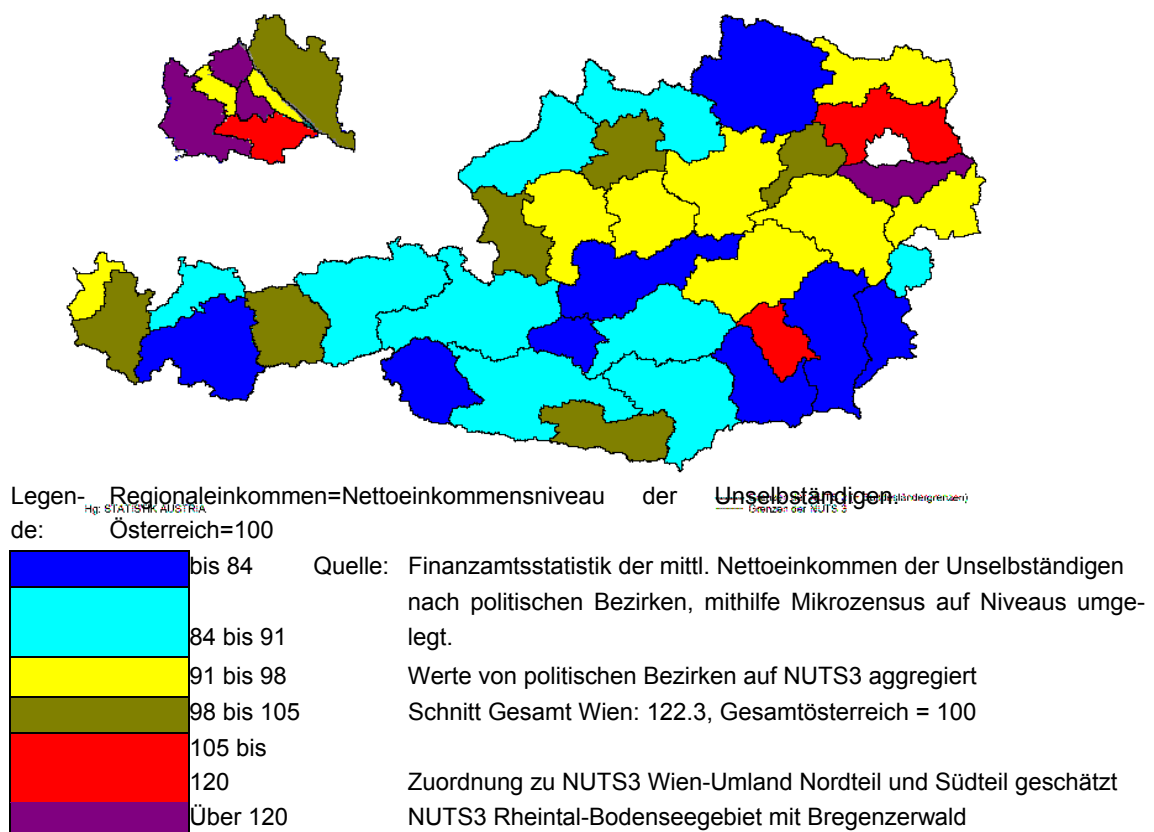 Legen- Regionaleinkommen=Nettoeinkommensniveau der Unselbständigen.
Hg: STATISTIK AUSTRIA
Grenzen der NUTS 3
de: Österreich=100
bis 84 Quelle: Finanzamtsstatistik der mittl. Nettoeinkommen der Unselbständigen
nach politischen Bezirken, mithilfe Mikrozensus auf Niveaus umge-
84 bis 91 legt.
91 bis 98 Werte von politischen Bezirken auf NUTS3 aggregiert
98 bis 105 Schnitt Gesamt Wien: 122.3, Gesamtösterreich = 100
105 bis
120 Zuordnung zu NUTS3 Wien-Umland Nordteil und Südteil geschätzt
Über 120 NUTS3 Rheintal-Bodenseegebiet mit Bregenzerwald